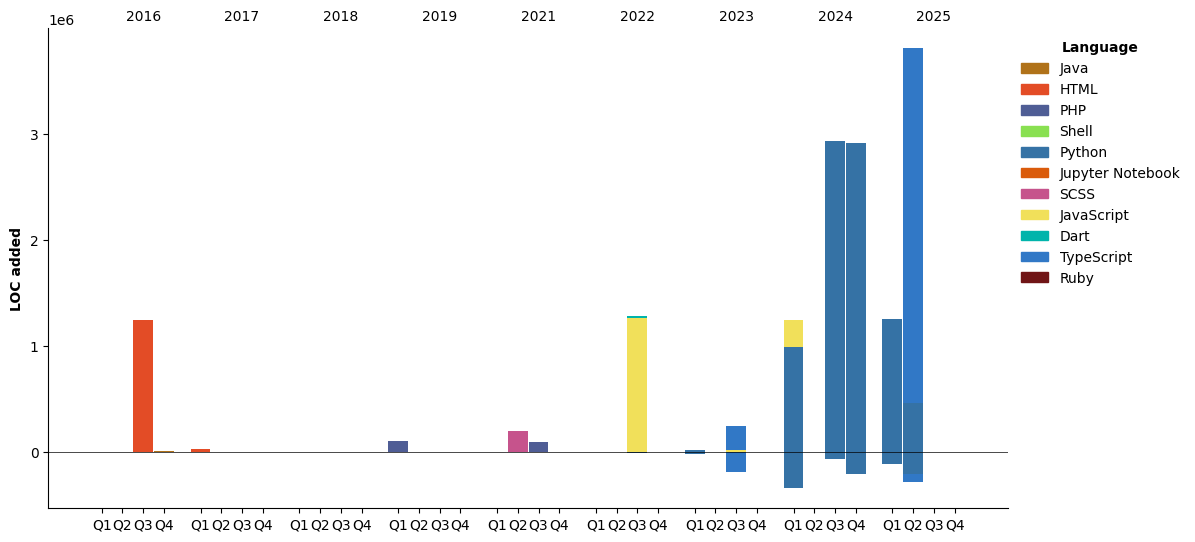 2016 2017 2018 2019 2021 2022 2023 2024 2025
1e6
Language
Java
HTML
PHP
Shell
Python
Jupyter Notebook
SCSS
JavaScript
Dart
TypeScript
Ruby
LOC added
3
2
1
0
Q1 Q2 Q3 Q4 Q1 Q2 Q3 Q4 Q1 Q2 Q3 Q4 Q1 Q2 Q3 Q4 Q1 Q2 Q3 Q4 Q1 Q2 Q3 Q4 Q1 Q2 Q3 Q4 Q1 Q2 Q3 Q4 Q1 Q2 Q3 Q4